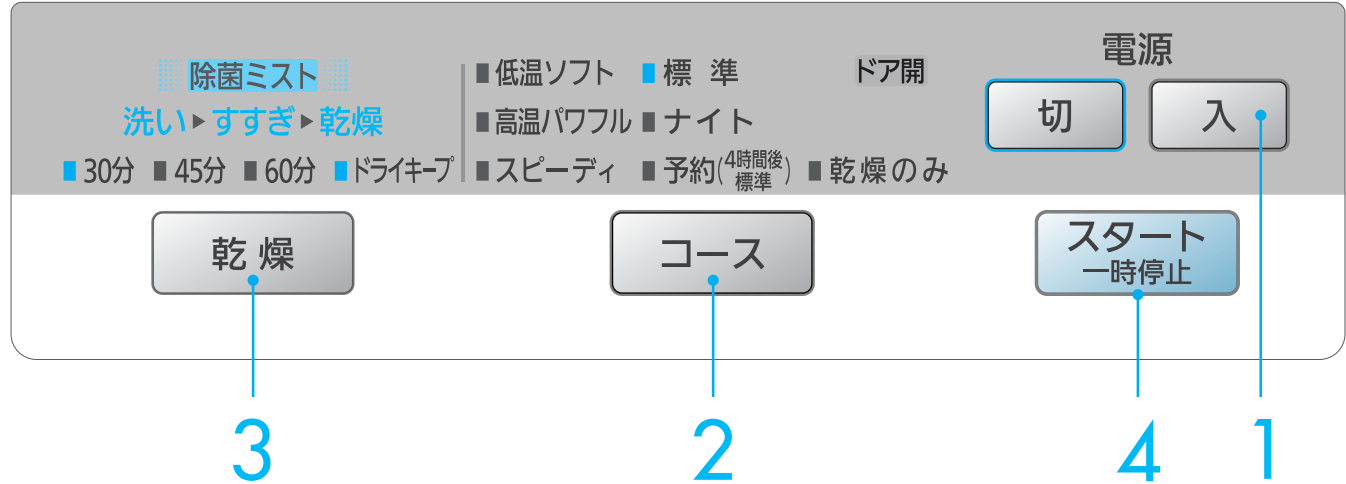 除菌ミスト
洗い▶すすぎ▶乾燥
■30分 ■45分 ■60分 ■ドライキープ
■低温ソフト ■標 準
■高温パワフル ■ナイト
■スピーディ ■予約(4時間後標準) ■乾燥のみ
ドア開
電源
切 入
乾 燥
コース
スタート
一時停止
3 2 4 1